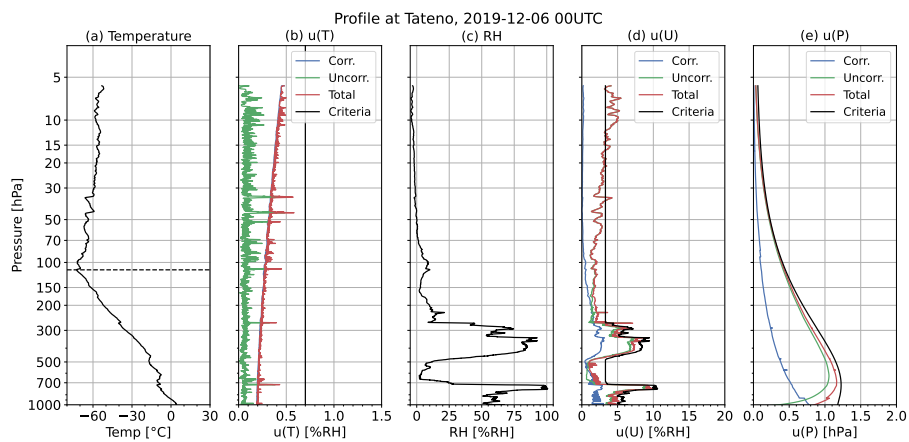 Profile at Tateno, 2019-12-06 00UTC
(a) Temperature
(b) u(T)
(c) RH
(d) u(U)
(e) u(P)
Pressure [hPa]
5
10
15
20
30
50
70
100
150
200
300
500
700
1000
−60
−30
0
30
Temp [°C]
Corr.
Uncorr.
Total
Criteria
0.0
0.5
1.0
1.5
u(T) [%RH]
0
25
50
75
100
RH [%RH]
Corr.
Uncorr.
Total
Criteria
0
5
10
15
20
u(U) [%RH]
Corr.
Uncorr.
Total
Criteria
0.0
0.5
1.0
1.5
2.0
u(P) [hPa]